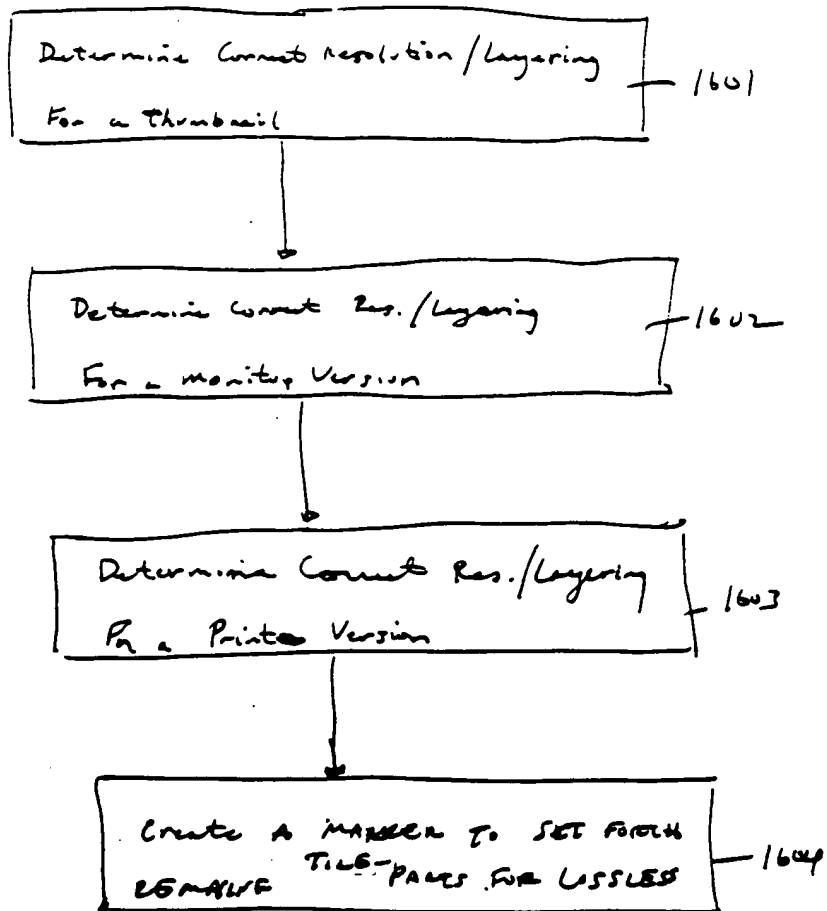 Determine Correct Resolution/Layering
For a Thumbnail
1601
Determine Correct Res./Layering
For a Monitor Version
1602
Determine Correct Res./Layering
For a Print Version
1603
Create A MARKER TO SET FORTH
TILE-PARTS FOR LOSSLESS
1604